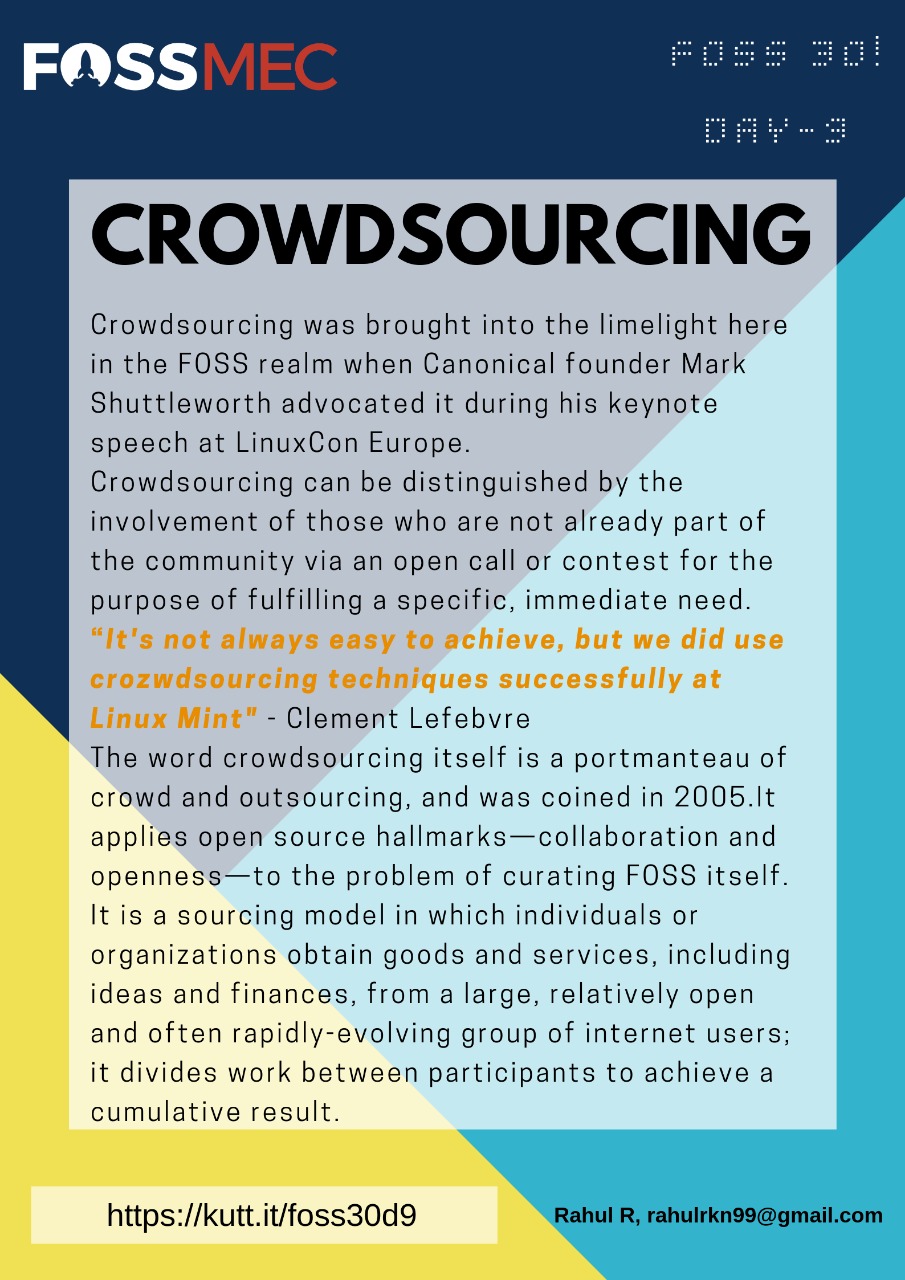 FOSSMEC
FOSS 30!
DAY-9
CROWDSOURCING
Crowdsourcing was brought into the limelight here
in the FOSS realm when Canonical founder Mark
Shuttleworth advocated it during his keynote
speech at LinuxCon Europe.
Crowdsourcing can be distinguished by the
involvement of those who are not already part of
the community via an open call or contest for the
purpose of fulfilling a specific, immediate need.
“It's not always easy to achieve, but we did use
crozwdsourcing techniques successfully at
Linux Mint" - Clement Lefebvre
The word crowdsourcing itself is a portmanteau of
crowd and outsourcing, and was coined in 2005.It
applies open source hallmarks—collaboration and
openness—to the problem of curating FOSS itself.
It is a sourcing model in which individuals or
organizations obtain goods and services, including
ideas and finances, from a large, relatively open
and often rapidly-evolving group of internet users;
it divides work between participants to achieve a
cumulative result.
https://kutt.it/foss30d9
Rahul R, rahulrkn99@gmail.com